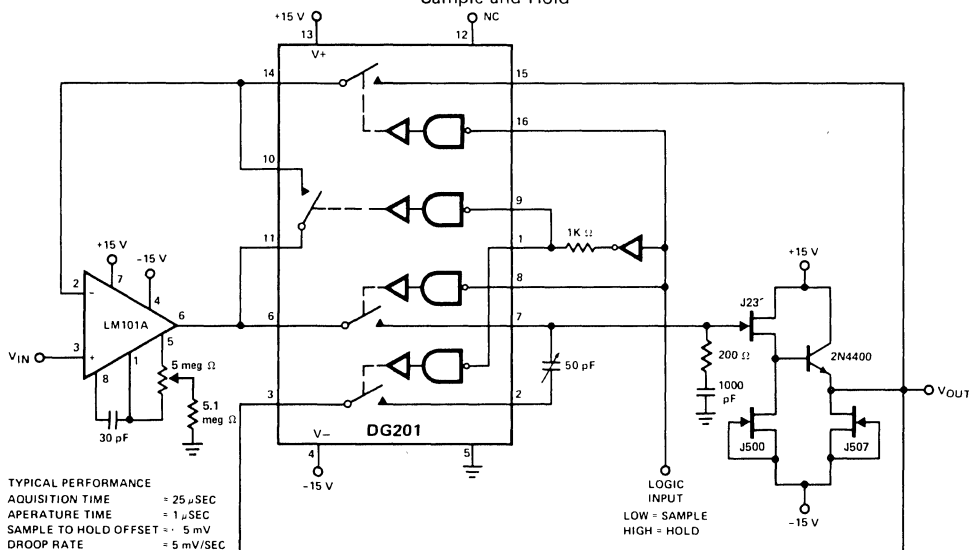 Sample and Hold
+15 V
NC
13
12
V+
14
15
16
10
9
11
1
1K Ω
8
+15 V
-15 V
+15 V
2
7
4
LM101A
6
6
7
VIN
3
5
1
8
5 meg Ω
5.1
meg Ω
30 pF
50 pF
200 Ω
1000
pF
2N4400
VOUT
3
2
J500
J507
V-
DG201
4
5
-15 V
LOGIC
INPUT
LOW = SAMPLE
HIGH = HOLD
-15 V
TYPICAL PERFORMANCE
AQUISITION TIME = 25 μSEC
APERATURE TIME = 1 μSEC
SAMPLE TO HOLD OFFSET = 5 mV
DROOP RATE = 5 mV/SEC